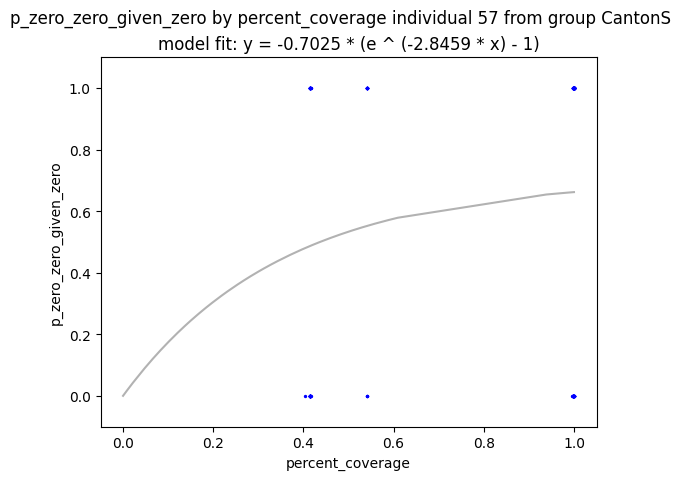 p_zero_zero_given_zero by percent_coverage individual 57 from group CantonS
model fit: y = -0.7025 * (e ^ (-2.8459 * x) - 1)
p_zero_zero_given_zero
1.0
0.8
0.6
0.4
0.2
0.0
0.0 0.2 0.4 0.6 0.8 1.0
percent_coverage